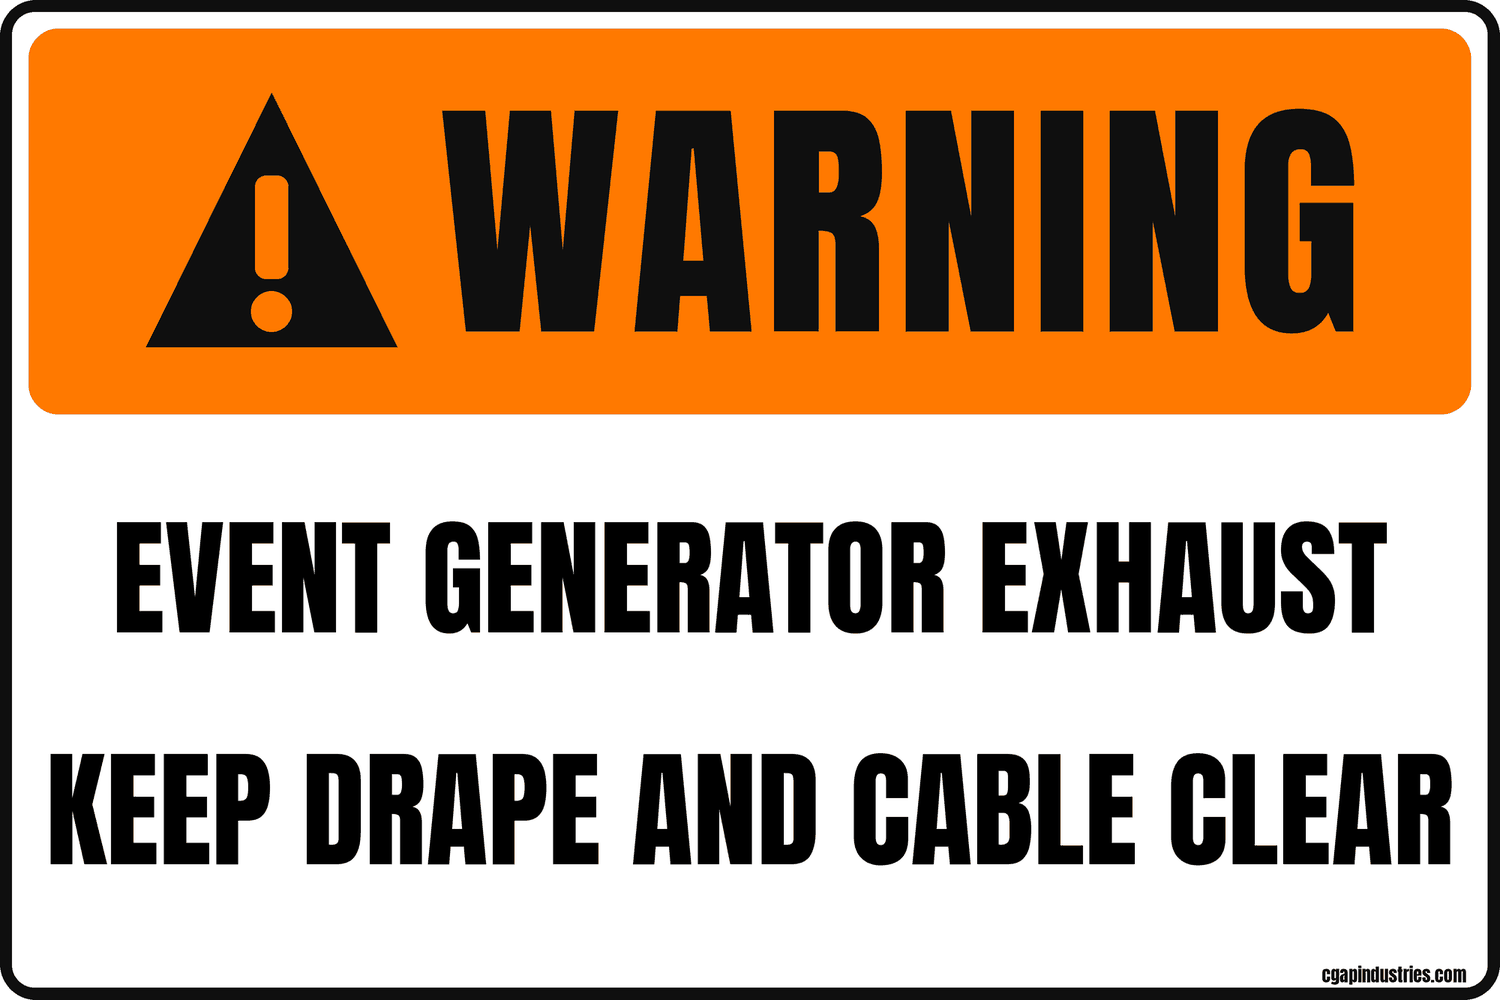 WARNING
EVENT GENERATOR EXHAUST
KEEP DRAPE AND CABLE CLEAR
cgapindustries.com